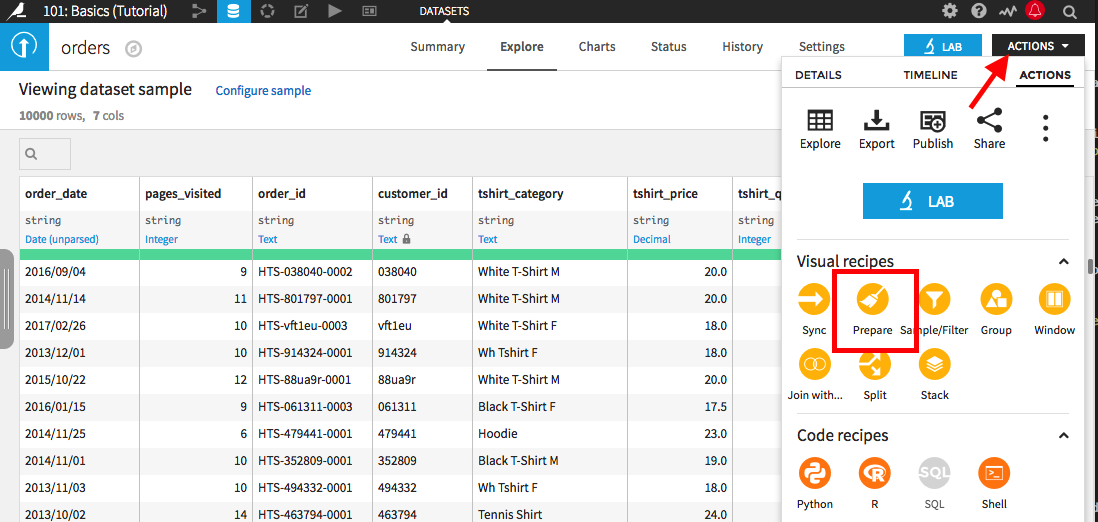 101: Basics (Tutorial) DATASETS
orders Summary Explore Charts Status History Settings LAB ACTIONS
Viewing dataset sample Configure sample
10000 rows, 7 cols
order_date pages_visited order_id customer_id tshirt_category tshirt_price tshirt_q
string string string string string string string
Date (unparsed) Integer Text Text Text Decimal Integer
2016/09/04 9 HTS-038040-0002 038040 White T-Shirt M 20.0
2014/11/14 11 HTS-801797-0001 801797 White T-Shirt M 20.0
2017/02/26 10 HTS-vft1eu-0003 vft1eu White T-Shirt F 18.0
2013/12/01 10 HTS-914324-0001 914324 Wh Tshirt F 18.0
2015/10/22 12 HTS-88ua9r-0001 88ua9r White T-Shirt M 20.0
2016/01/15 9 HTS-061311-0003 061311 Black T-Shirt F 17.5
2014/11/25 6 HTS-479441-0001 479441 Hoodie 23.0
2014/11/01 10 HTS-352809-0001 352809 Black T-Shirt M 19.0
2013/11/03 10 HTS-494332-0001 494332 Wh Tshirt F 18.0
2013/10/02 14 HTS-463794-0001 463794 Tennis Shirt 24.0
DETAILS TIMELINE ACTIONS
Explore Export Publish Share
LAB
Visual recipes
Sync Prepare Sample/Filter Group Window
Join with... Split Stack
Code recipes
SQL
Python R SQL Shell